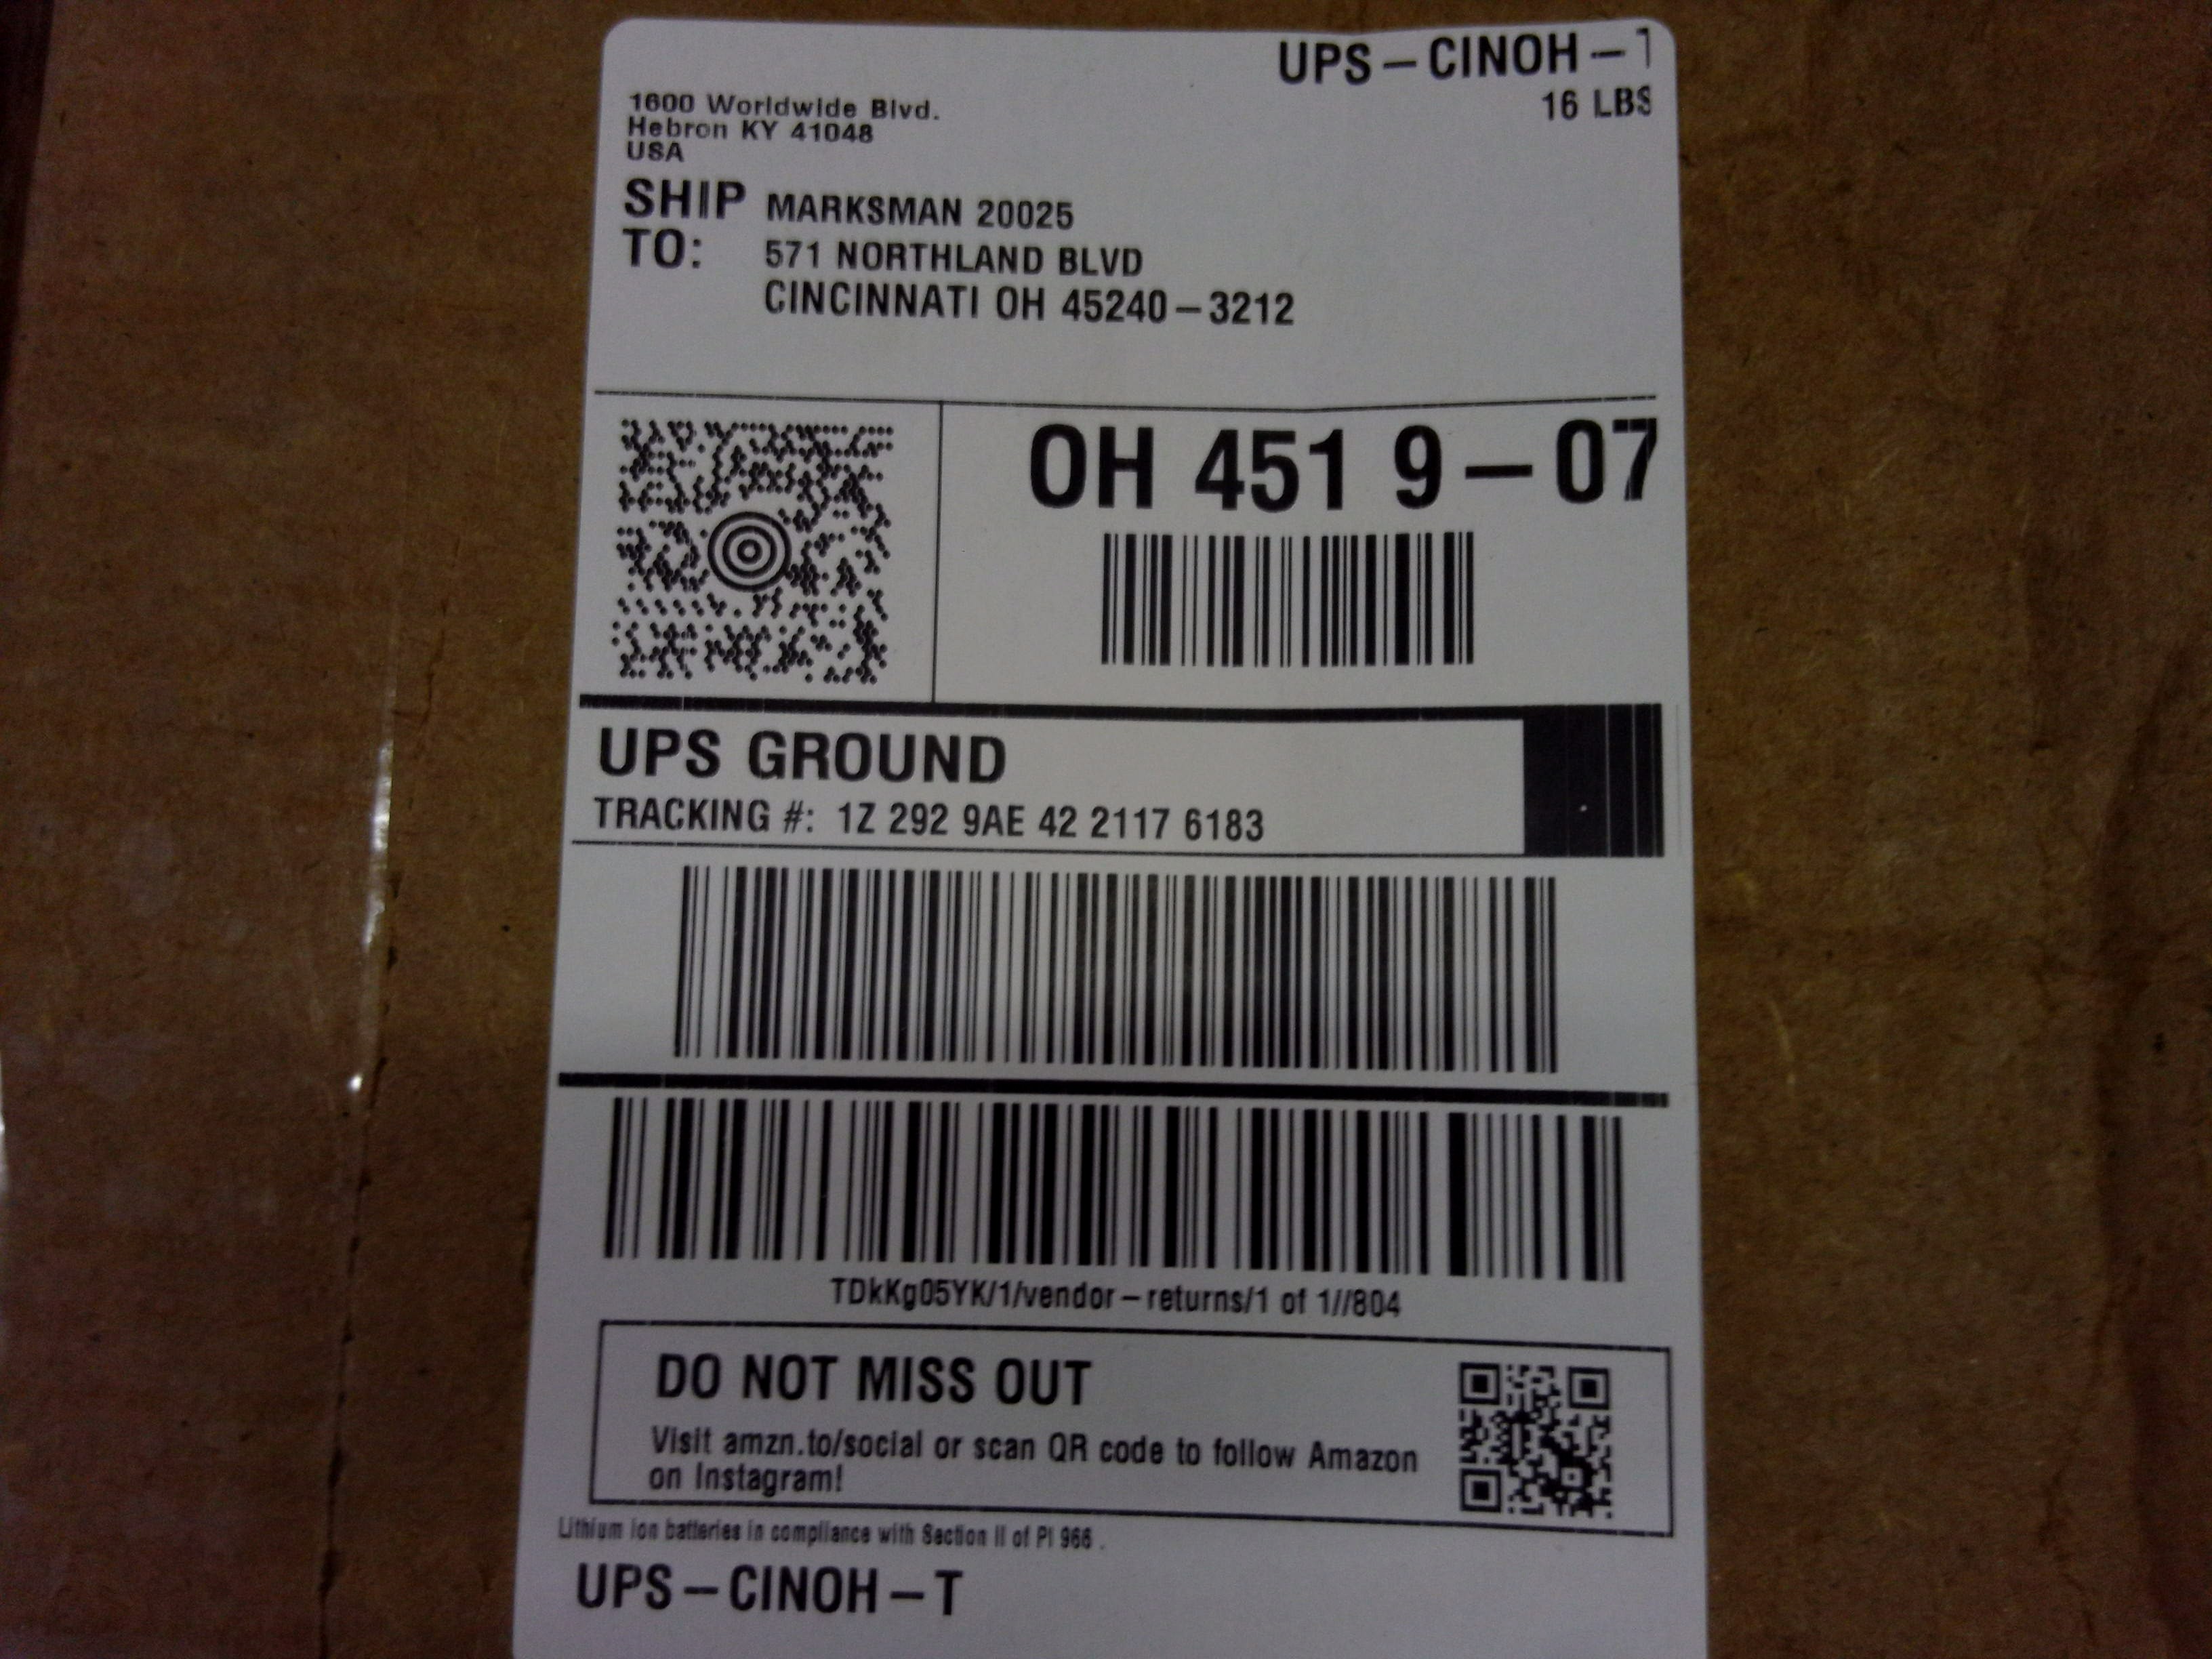 UPS – CINOH – T
16 LBS
1600 Worldwide Blvd.
Hebron KY 41048
USA
SHIP TO:
MARKSMAN 20025
571 NORTHLAND BLVD
CINCINNATI OH 45240 – 3212
OH 451 9 – 07
UPS GROUND
TRACKING #: 1Z 292 9AE 42 2117 6183
TDkKg05YK/1/vendor – returns/1 of 1//804
DO NOT MISS OUT
Visit amzn.to/social or scan QR code to follow Amazon
on Instagram!
Lithium ion batteries in compliance with Section II of PI 966 .
UPS – CINOH – T